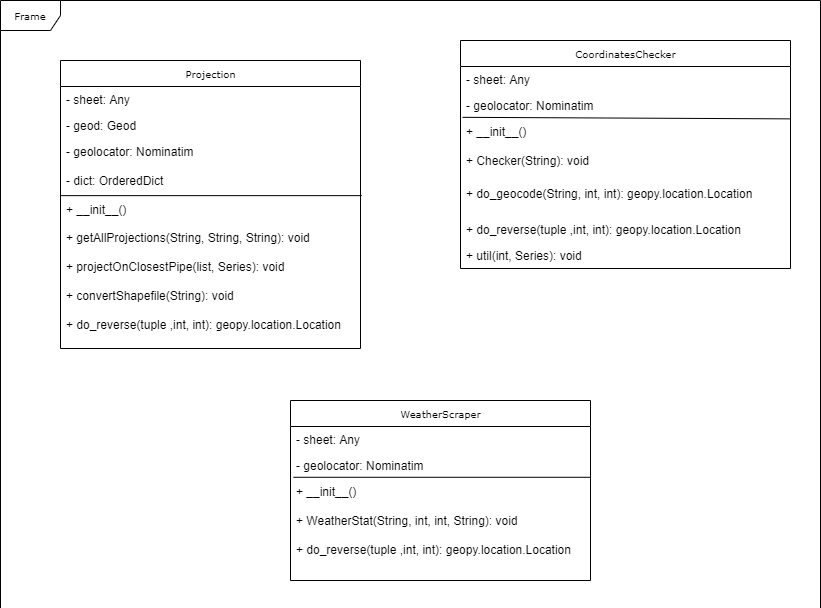 Frame
Projection
- sheet: Any
- geod: Geod
- geolocator: Nominatim
- dict: OrderedDict
+ __init__()
+ getAllProjections(String, String, String): void
+ projectOnClosestPipe(list, Series): void
+ convertShapefile(String): void
+ do_reverse(tuple ,int, int): geopy.location.Location
CoordinatesChecker
- sheet: Any
- geolocator: Nominatim
+ __init__()
+ Checker(String): void
+ do_geocode(String, int, int): geopy.location.Location
+ do_reverse(tuple ,int, int): geopy.location.Location
+ util(int, Series): void
WeatherScraper
- sheet: Any
- geolocator: Nominatim
+ __init__()
+ WeatherStat(String, int, int, String): void
+ do_reverse(tuple ,int, int): geopy.location.Location